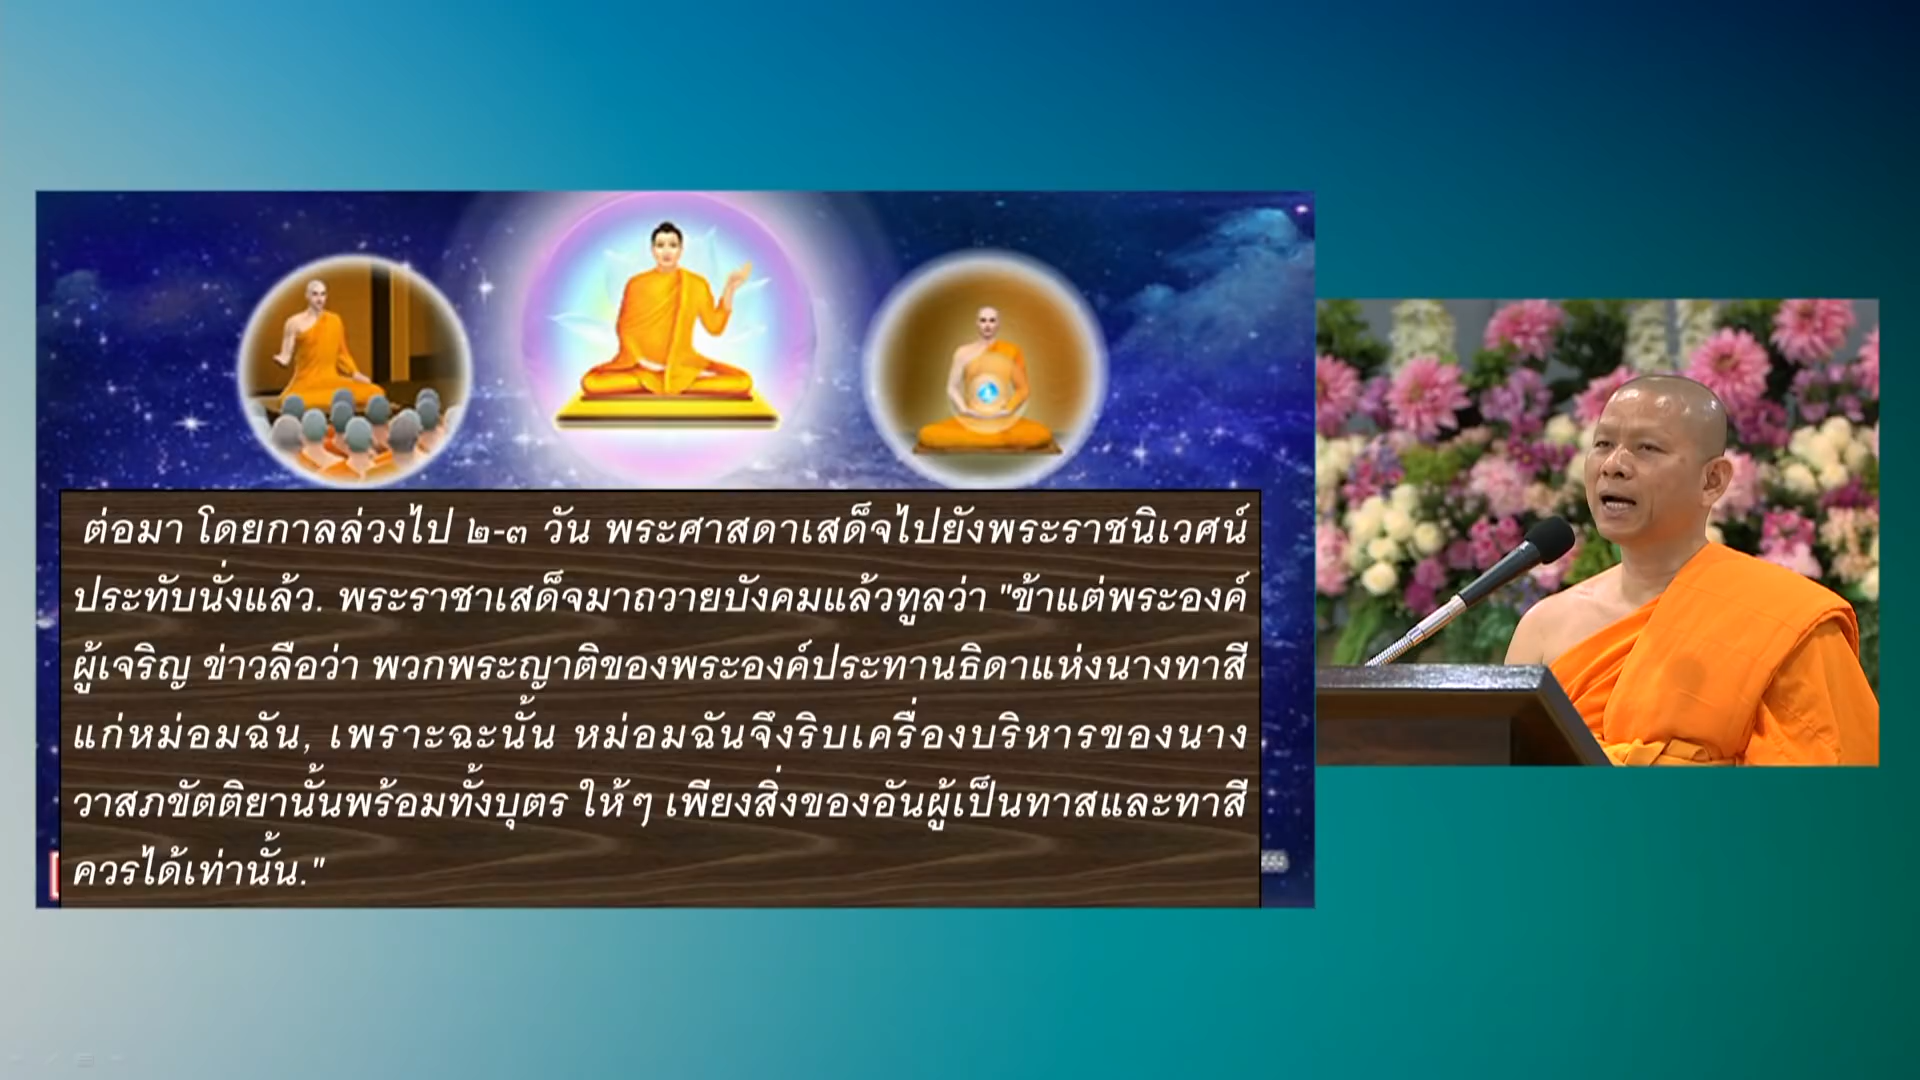 ต่อมา โดยกาลล่วงไป ๒-๓ วัน พระศาสดาเสด็จไปยังพระราชนิเวศน์
ประทับนั่งแล้ว. พระราชาเสด็จมาถวายบังคมแล้วทูลว่า "ข้าแต่พระองค์
ผู้เจริญ ข่าวลือว่า พวกพระญาติของพระองค์ประทานธิดาแห่งนางทาสี
แก่หม่อมฉัน, เพราะฉะนั้น หม่อมฉันจึงริบเครื่องบริหารของนาง
วาสภขัตติยานั้นพร้อมทั้งบุตร ให้ๆ เพียงสิ่งของอันผู้เป็นทาสและทาสี
ควรได้เท่านั้น."